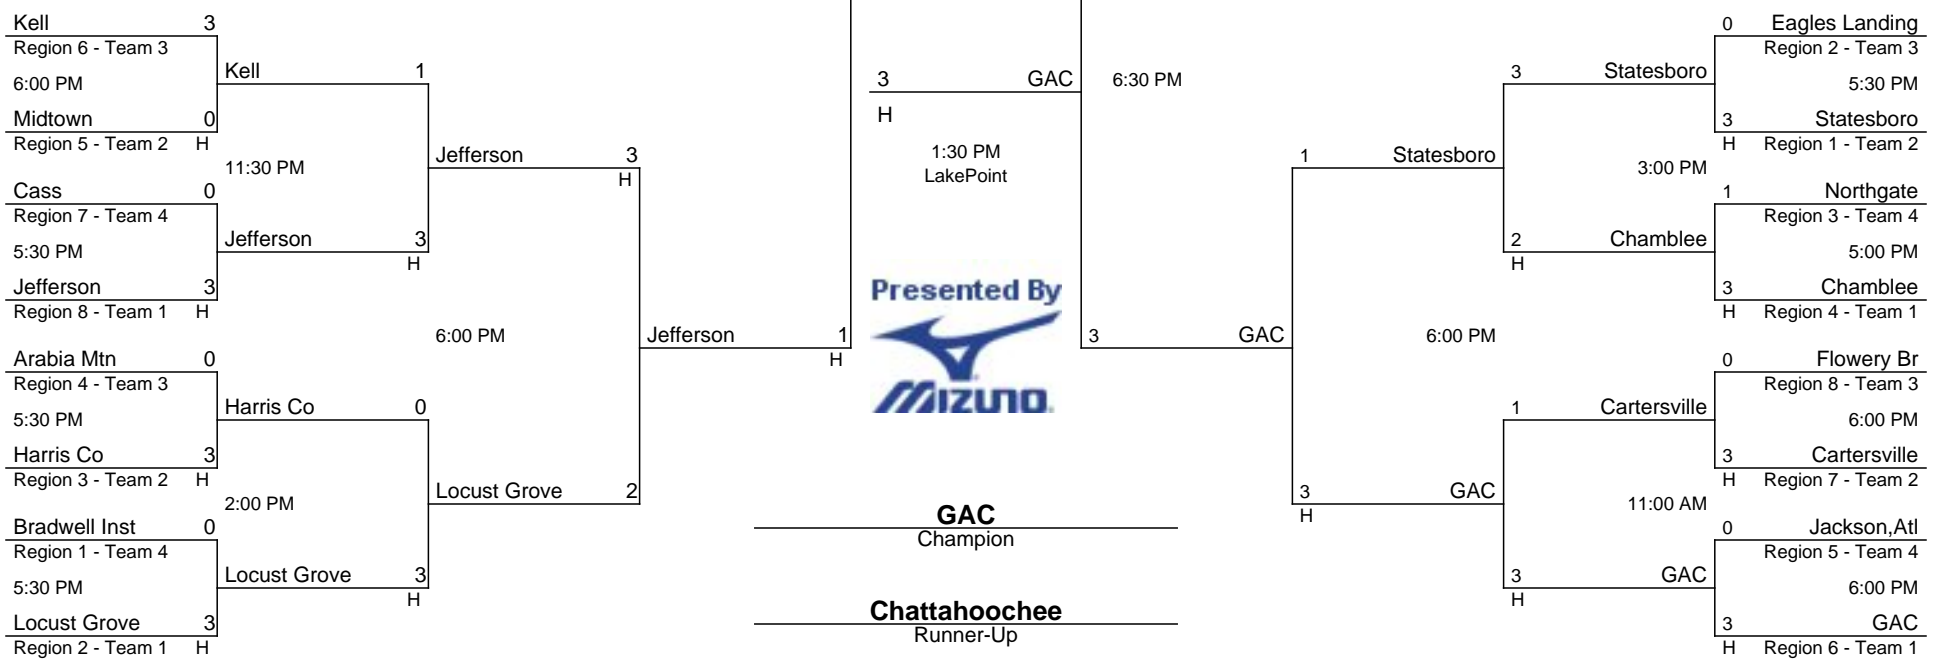 Kell 3
Region 6 - Team 3
6:00 PM
Midtown 0
Region 5 - Team 2 H
Cass 0
Region 7 - Team 4
5:30 PM
Jefferson 3
Region 8 - Team 1 H
Arabia Mtn 0
Region 4 - Team 3
5:30 PM
Harris Co 3
Region 3 - Team 2 H
Bradwell Inst 0
Region 1 - Team 4
5:30 PM
Locust Grove 3
Region 2 - Team 1 H
Kell 1
11:30 PM
Jefferson 3
H
Harris Co 0
2:00 PM
Locust Grove 3
H
Jefferson 3
H
6:00 PM
Locust Grove 2
Jefferson 1
H
3 GAC
H
1:30 PM
LakePoint
Presented By
MIZUNO
GAC
Champion
Chattahoochee
Runner-Up
6:30 PM
3 GAC
1 Statesboro
6:00 PM
3 GAC
H
3 Statesboro
3:00 PM
2 Chamblee
H
1 Cartersville
11:00 AM
3 GAC
H
0 Eagles Landing
Region 2 - Team 3
5:30 PM
3 Statesboro
H Region 1 - Team 2
1 Northgate
Region 3 - Team 4
5:00 PM
3 Chamblee
H Region 4 - Team 1
0 Flowery Br
Region 8 - Team 3
6:00 PM
3 Cartersville
H Region 7 - Team 2
0 Jackson,Atl
Region 5 - Team 4
6:00 PM
3 GAC
H Region 6 - Team 1